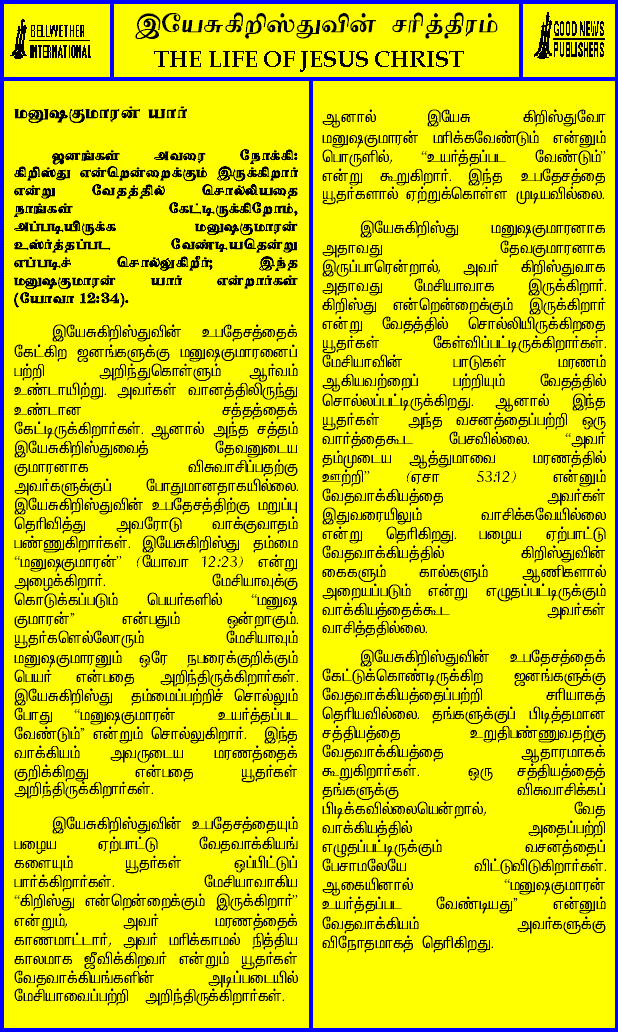 BELLWETHER
INTERNATIONAL
இயேசுகிறிஸ்துவின் சரித்திரம்
THE LIFE OF JESUS CHRIST
GOOD NEWS
PUBLISHERS
மனுஷகுமாரன் யார்
ஜனங்கள் அவரை நோக்கி:
கிறிஸ்து என்றென்றைக்கும் இருக்கிறார்
என்று வேதத்தில் சொல்லியதை
நாங்கள் கேட்டிருக்கிறோம்,
அப்படியிருக்க மனுஷகுமாரன்
உயர்த்தப்பட வேண்டியதென்று
எப்படிச் சொல்லுகிறீர்; இந்த
மனுஷகுமாரன் யார் என்றார்கள்
(யோவா 12:34).
இயேசுகிறிஸ்துவின் உபதேசத்தைக்
கேட்கிற ஜனங்களுக்கு மனுஷகுமாரனைப்
பற்றி அறிந்துகொள்ளும் ஆர்வம்
உண்டாயிற்று. அவர்கள் வானத்திலிருந்து
உண்டான சத்தத்தைக்
கேட்டிருக்கிறார்கள். ஆனால் அந்த சத்தம்
இயேசுகிறிஸ்துவைத் தேவனுடைய
குமாரனாக விசுவாசிப்பதற்கு
அவர்களுக்குப் போதுமானதாகயில்லை.
இயேசுகிறிஸ்துவின் உபதேசத்திற்கு மறுப்பு
தெரிவித்து அவரோடு வாக்குவாதம்
பண்ணுகிறார்கள். இயேசுகிறிஸ்து தம்மை
“மனுஷகுமாரன்” (யோவா 12:23) என்று
அழைக்கிறார். மேசியாவுக்கு
கொடுக்கப்படும் பெயர்களில் “மனுஷ
குமாரன்” என்பதும் ஒன்றாகும்.
யூதர்களெல்லோரும் மேசியாவும்
மனுஷகுமாரனும் ஒரே நபரைக்குறிக்கும்
பெயர் என்பதை அறிந்திருக்கிறார்கள்.
இயேசுகிறிஸ்து தம்மைப்பற்றிச் சொல்லும்
போது “மனுஷகுமாரன் உயர்த்தப்பட
வேண்டும்” என்றும் சொல்லுகிறார். இந்த
வாக்கியம் அவருடைய மரணத்தைக்
குறிக்கிறது என்பதை யூதர்கள்
அறிந்திருக்கிறார்கள்.
இயேசுகிறிஸ்துவின் உபதேசத்தையும்
பழைய ஏற்பாட்டு வேதவாக்கியங்
களையும் யூதர்கள் ஒப்பிட்டுப்
பார்க்கிறார்கள். மேசியாவாகிய
“கிறிஸ்து என்றென்றைக்கும் இருக்கிறார்”
என்றும், அவர் மரணத்தைக்
காணமாட்டார், அவர் மரிக்காமல் நித்திய
காலமாக ஜீவிக்கிறவர் என்றும் யூதர்கள்
வேதவாக்கியங்களின் அடிப்படையில்
மேசியாவைப்பற்றி அறிந்திருக்கிறார்கள்.
ஆனால் இயேசு கிறிஸ்துவோ
மனுஷகுமாரன் மரிக்கவேண்டும் என்னும்
பொருளில், “உயர்த்தப்பட வேண்டும்”
என்று கூறுகிறார். இந்த உபதேசத்தை
யூதர்களால் ஏற்றுக்கொள்ள முடியவில்லை.
இயேசுகிறிஸ்து மனுஷகுமாரனாக
அதாவது தேவகுமாரனாக
இருப்பாரென்றால், அவர் கிறிஸ்துவாக
அதாவது மேசியாவாக இருக்கிறார்.
கிறிஸ்து என்றென்றைக்கும் இருக்கிறார்
என்று வேதத்தில் சொல்லியிருக்கிறதை
யூதர்கள் கேள்விப்பட்டிருக்கிறார்கள்.
மேசியாவின் பாடுகள் மரணம்
ஆகியவற்றைப் பற்றியும் வேதத்தில்
சொல்லப்பட்டிருக்கிறது. ஆனால் இந்த
யூதர்கள் அந்த வசனத்தைப்பற்றி ஒரு
வார்த்தைகூட பேசவில்லை. “அவர்
தம்முடைய ஆத்துமாவை மரணத்தில்
ஊற்றி” (ஏசா 53:12) என்னும்
வேதவாக்கியத்தை அவர்கள்
இதுவரையிலும் வாசிக்கவேயில்லை
என்று தெரிகிறது. பழைய ஏற்பாட்டு
வேதவாக்கியத்தில் கிறிஸ்துவின்
கைகளும் கால்களும் ஆணிகளால்
அறையப்படும் என்று எழுதப்பட்டிருக்கும்
வாக்கியத்தைக்கூட அவர்கள்
வாசித்ததில்லை.
இயேசுகிறிஸ்துவின் உபதேசத்தைக்
கேட்டுக்கொண்டிருக்கிற ஜனங்களுக்கு
வேதவாக்கியத்தைப்பற்றி சரியாகத்
தெரியவில்லை. தங்களுக்குப் பிடித்தமான
சத்தியத்தை உறுதிபண்ணுவதற்கு
வேதவாக்கியத்தை ஆதாரமாகக்
கூறுகிறார்கள். ஒரு சத்தியத்தைத்
தங்களுக்கு விசுவாசிக்கப்
பிடிக்கவில்லையென்றால், வேத
வாக்கியத்தில் அதைப்பற்றி
எழுதப்பட்டிருக்கும் வசனத்தைப்
பேசாமலேயே விட்டுவிடுகிறார்கள்.
ஆகையினால் “மனுஷகுமாரன்
உயர்த்தப்பட வேண்டியது” என்னும்
வேதவாக்கியம் அவர்களுக்கு
விநோதமாகத் தெரிகிறது.